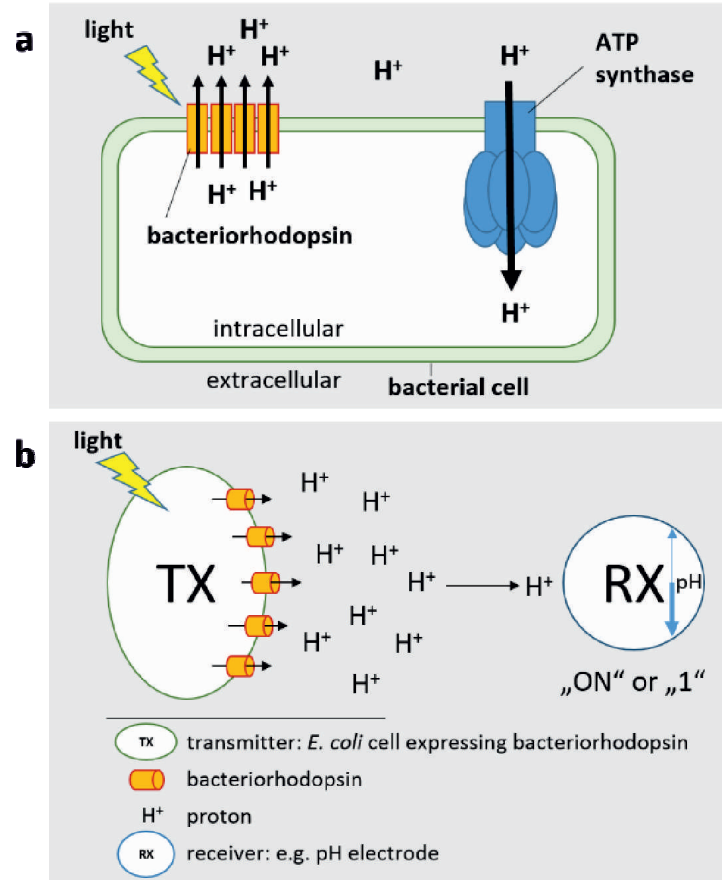 a
light
H⁺
H⁺ H⁺
H⁺
H⁺
ATP
synthase
H⁺ H⁺
bacteriorhodopsin
H⁺
intracellular
extracellular
bacterial cell
b
light
H⁺
H⁺
H⁺ H⁺
TX
H⁺
H⁺
RX
pH
H⁺
H⁺ H⁺
H⁺
„ON“ or „1“
TX transmitter: E. coli cell expressing bacteriorhodopsin
bacteriorhodopsin
H⁺ proton
RX receiver: e.g. pH electrode